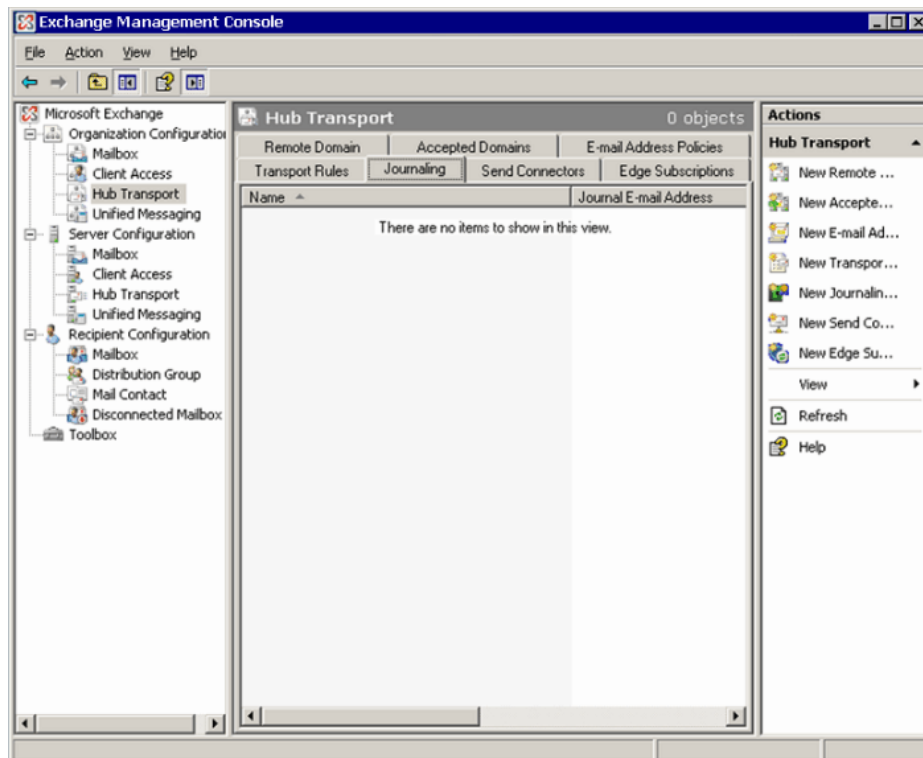 Exchange Management Console
File Action View Help
Microsoft Exchange
Organization Configuration
Mailbox
Client Access
Hub Transport
Unified Messaging
Server Configuration
Mailbox
Client Access
Hub Transport
Unified Messaging
Recipient Configuration
Mailbox
Distribution Group
Mail Contact
Disconnected Mailbox
Toolbox
Hub Transport 0 objects
Remote Domain Accepted Domains E-mail Address Policies
Transport Rules Journaling Send Connectors Edge Subscriptions
Name Journal E-mail Address
There are no items to show in this view.
Actions
Hub Transport
New Remote ...
New Accepte...
New E-mail Ad...
New Transpor...
New Journalin...
New Send Co...
New Edge Su...
View
Refresh
Help